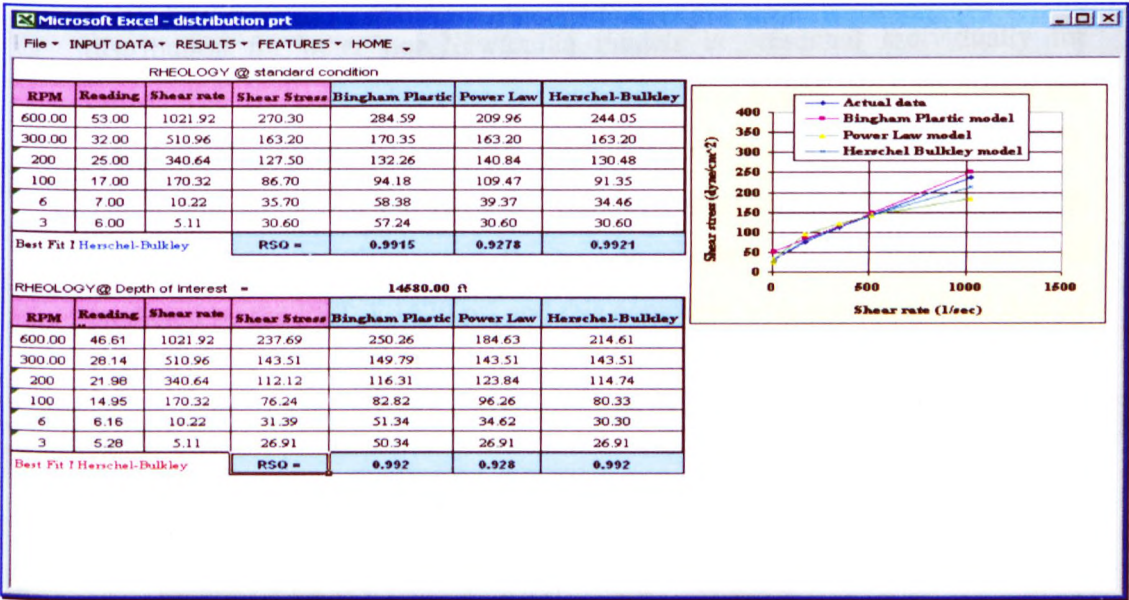 Microsoft Excel - distribution prt
File INPUT DATA RESULTS FEATURES HOME
RHEOLOGY @ standard condition
RPM Reading Shear rate Shear Stress Bingham Plastic Power Law Herschel-Bulkley
600.00 53.00 1021.92 270.30 284.59 209.96 244.05
300.00 32.00 510.96 163.20 170.35 163.20 163.20
200 25.00 340.64 127.50 132.26 140.84 130.48
100 17.00 170.32 86.70 94.18 109.47 91.35
6 7.00 10.22 35.70 58.38 39.37 34.46
3 6.00 5.11 30.60 57.24 30.60 30.60
Best Fit Herschel-Bulkley RSQ = 0.9915 0.9278 0.9921
RHEOLOGY@ Depth of interest = 14580.00 ft
RPM Reading Shear rate Shear Stress Bingham Plastic Power Law Herschel-Bulkley
600.00 46.61 1021.92 237.69 250.26 184.63 214.61
300.00 28.14 510.96 143.51 149.79 143.51 143.51
200 21.98 340.64 112.12 116.31 123.84 114.74
100 14.95 170.32 76.24 82.82 96.26 80.33
6 6.16 10.22 31.39 51.34 34.62 30.30
3 5.28 5.11 26.91 50.34 26.91 26.91
Best Fit Herschel-Bulkley RSQ = 0.992 0.928 0.992
Actual data
Bingham Plastic model
Power Law model
Herschel Bulkley model
Shear stress (dyne/cm^2)
400
350
300
250
200
150
100
50
0
0 500 1000 1500
Shear rate (1/sec)